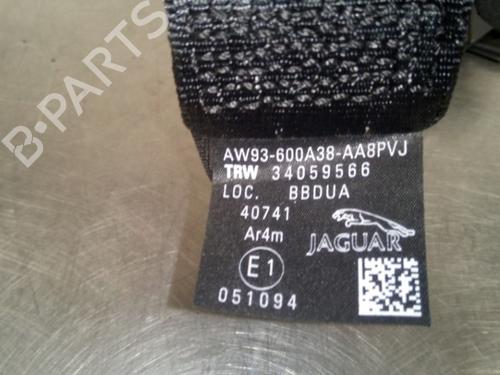 B-PARTS
AW93-600A38-AA8PVJ
TRW 34059566
LOC. BBDUA
40741
Ar4m
JAGUAR
E1
051094